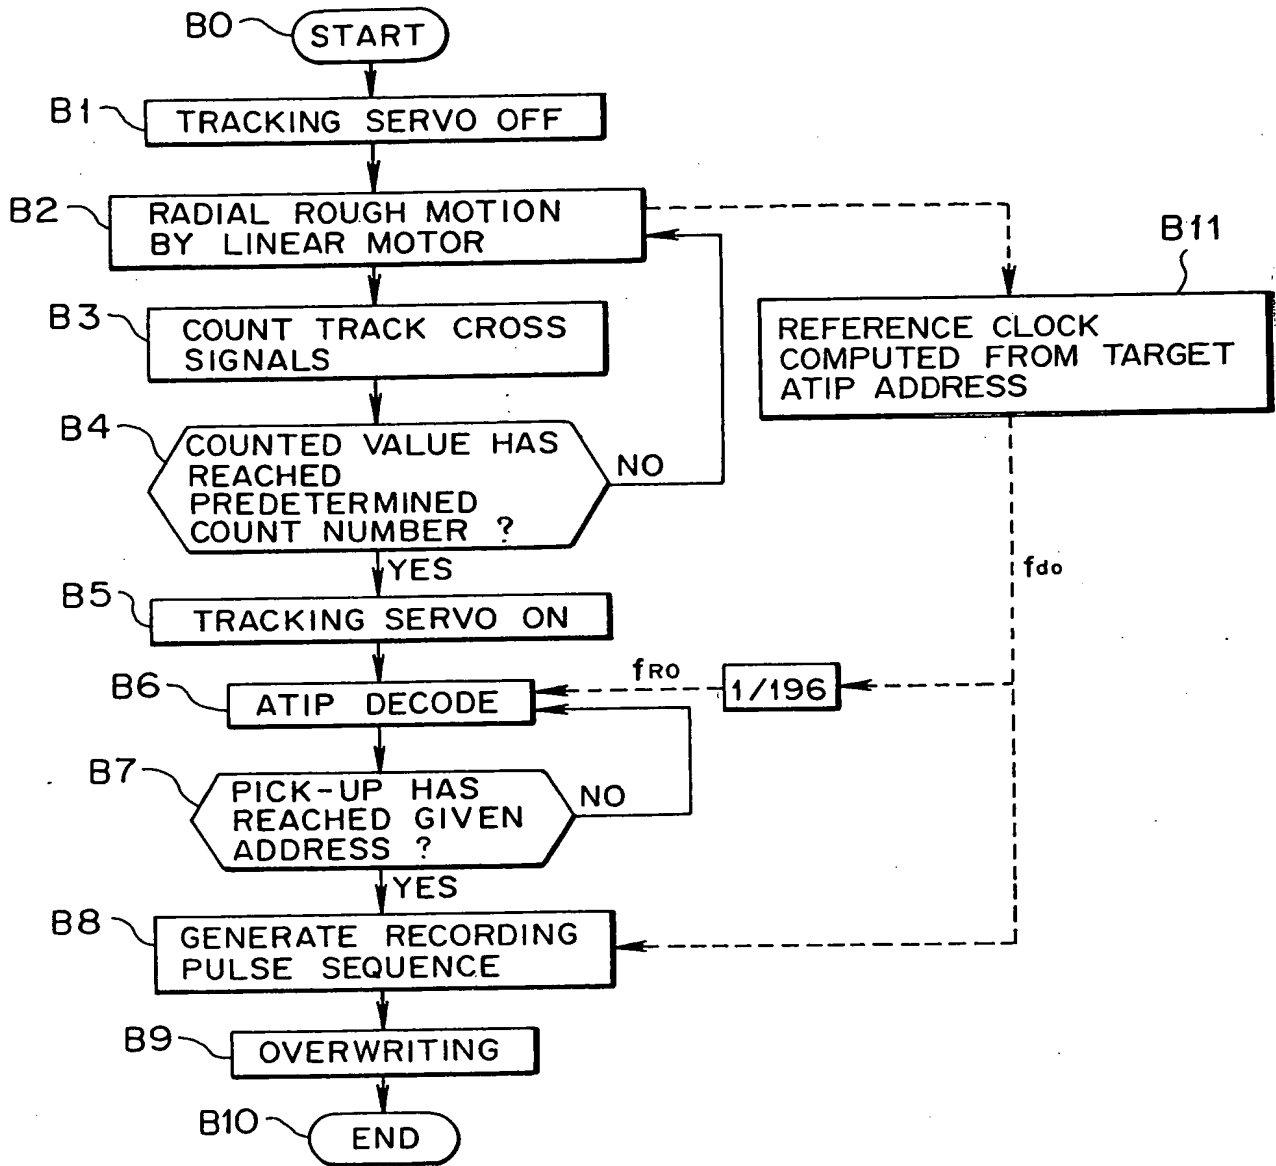 B0
START
B1
TRACKING SERVO OFF
B2
RADIAL ROUGH MOTION
BY LINEAR MOTOR
B11
REFERENCE CLOCK
COMPUTED FROM TARGET
ATIP ADDRESS
B3
COUNT TRACK CROSS
SIGNALS
B4
COUNTED VALUE HAS
REACHED
PREDETERMINED
COUNT NUMBER ?
NO
YES
fdo
B5
TRACKING SERVO ON
B6
ATIP DECODE
fRO
1/196
B7
PICK-UP HAS
REACHED GIVEN
ADDRESS ?
NO
YES
B8
GENERATE RECORDING
PULSE SEQUENCE
B9
OVERWRITING
B10
END